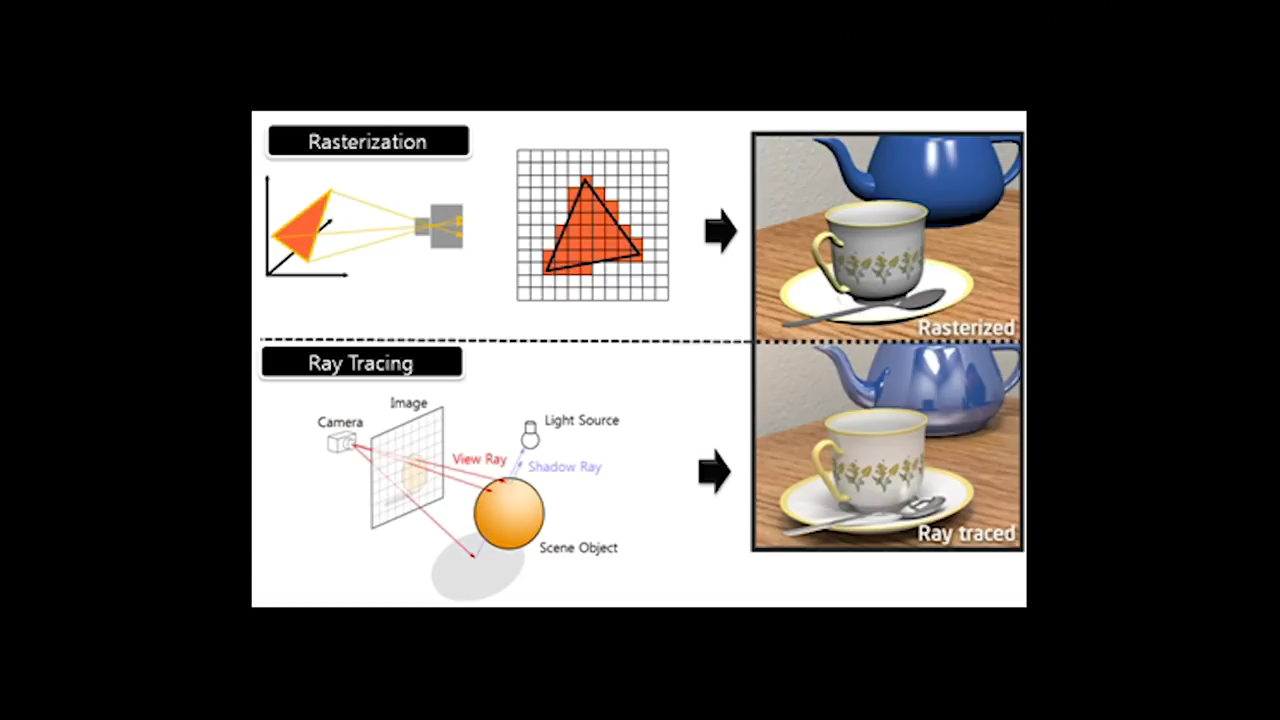 Rasterization
Rasterized
Ray Tracing
Image
Camera
Light Source
View Ray
Shadow Ray
Scene Object
Ray traced